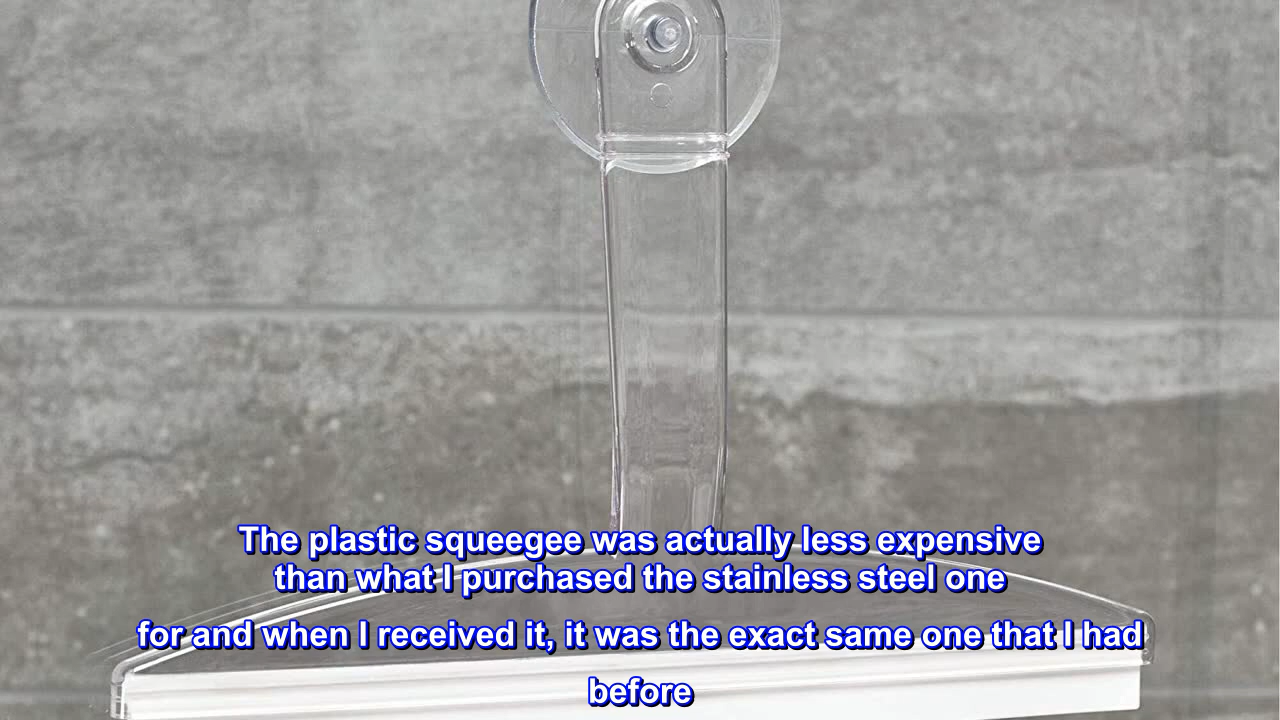 The plastic squeegee was actually less expensive
than what I purchased the stainless steel one
for and when I received it, it was the exact same one that I had
before